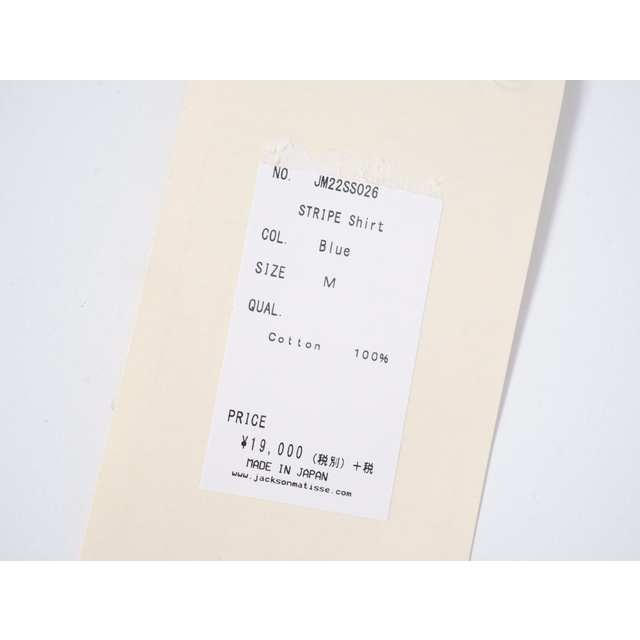 NO. JM22SS026
STRIPE Shirt
COL. Blue
SIZE M
QUAL.
Cotton 100%
PRICE
¥19,000 (税別) +税
MADE IN JAPAN
www.jacksonmatisse.com